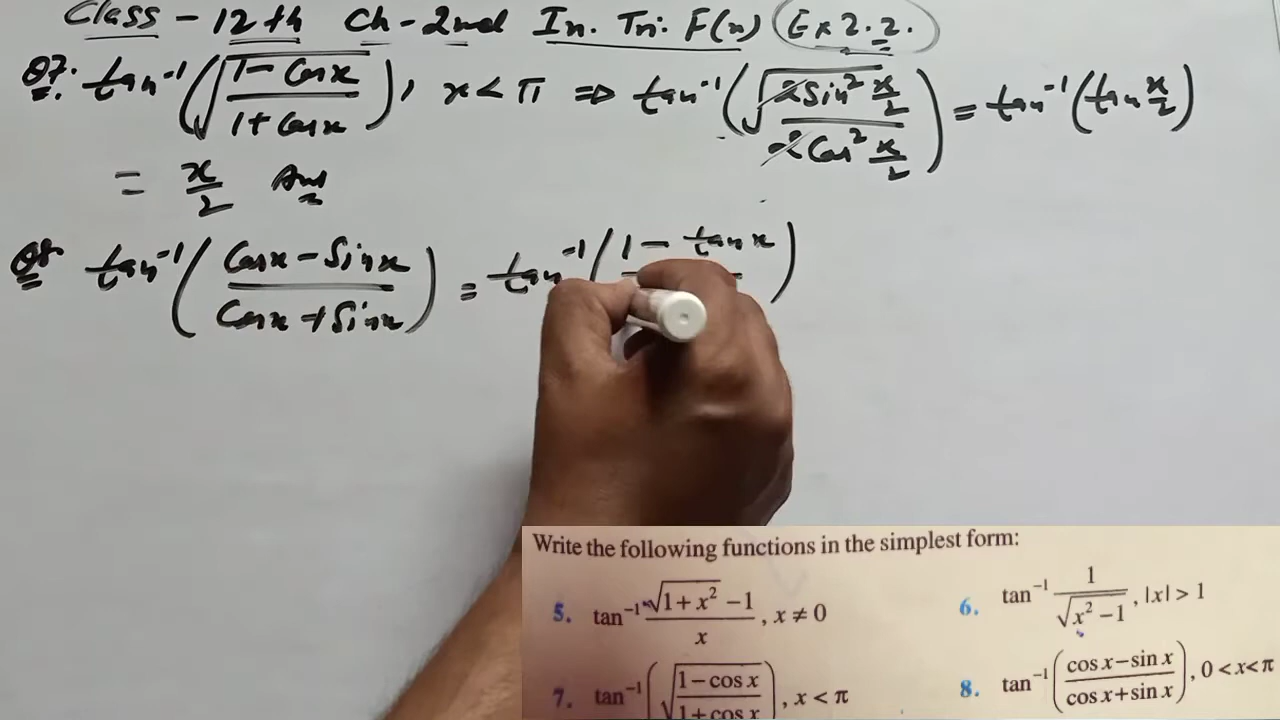 Class - 12th Ch - 2nd In. Tri. F(n) (Ex 2.2.)
Q7. tan⁻¹(√((1 - Cosx)/(1 + Cosx))), x < π ⇒ tan⁻¹(√((2Sin² x/2)/(2Cos² x/2))) = tan⁻¹(tan x/2)
= x/2 Ans
Q8 tan⁻¹((Cosx - Sinx)/(Cosx + Sinx)) = tan⁻¹(1 - tan x
Write the following functions in the simplest form:
5. tan⁻¹ (√(1+x²) −1)/x , x ≠ 0
6. tan⁻¹ 1/√(x² −1) , |x| > 1
7. tan⁻¹(√((1−cos x)/(1+cos x))), x < π
8. tan⁻¹((cos x−sin x)/(cos x+sin x)), 0 < x < π